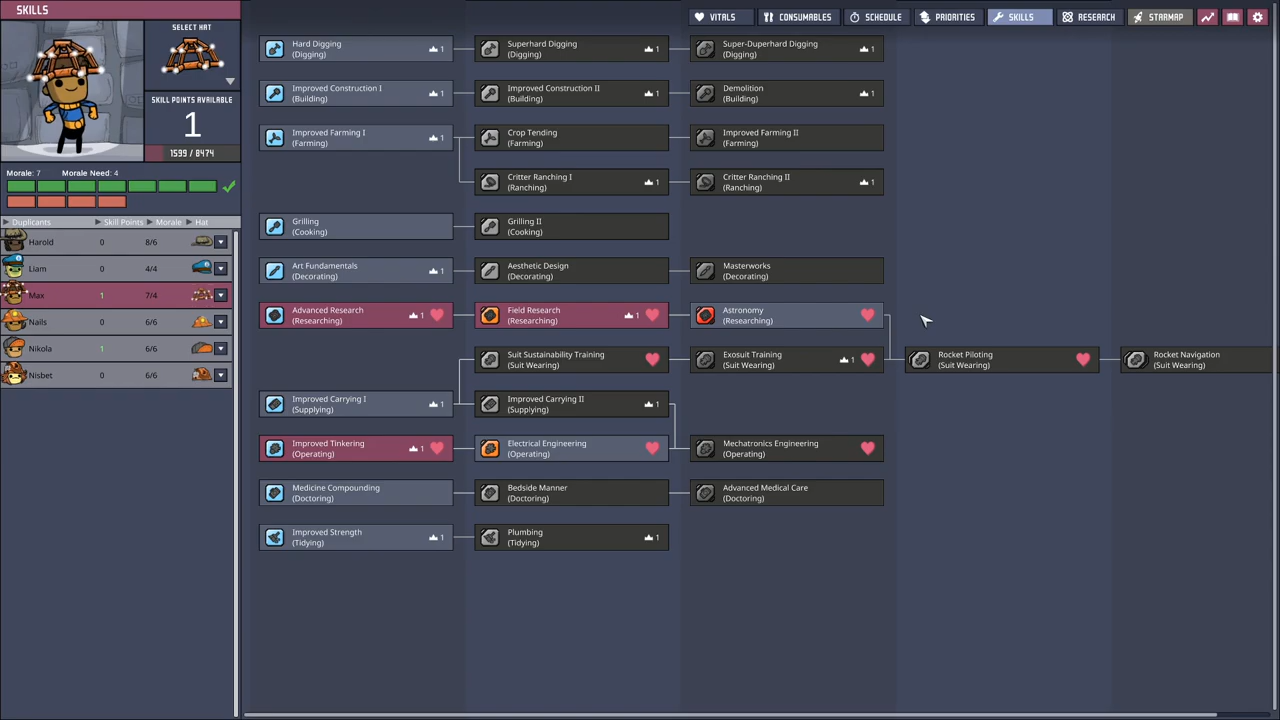 SKILLS
VITALS
CONSUMABLES
SCHEDULE
PRIORITIES
SKILLS
RESEARCH
STARMAP
SELECT HAT
SKILL POINTS AVAILABLE
1
1599 / 8474
Morale: 7 Morale Need: 4
Duplicants Skill Points Morale Hat
Harold 0 8/6
Liam 0 4/4
Max 1 7/4
Nails 0 6/6
Nikola 1 6/6
Nisbet 0 6/6
Hard Digging
(Digging)
1
Superhard Digging
(Digging)
1
Super-Duperhard Digging
(Digging)
1
Improved Construction I
(Building)
1
Improved Construction II
(Building)
1
Demolition
(Building)
1
Improved Farming I
(Farming)
1
Crop Tending
(Farming)
Improved Farming II
(Farming)
Critter Ranching I
(Ranching)
1
Critter Ranching II
(Ranching)
1
Grilling
(Cooking)
Grilling II
(Cooking)
Art Fundamentals
(Decorating)
1
Aesthetic Design
(Decorating)
Masterworks
(Decorating)
Advanced Research
(Researching)
1
Field Research
(Researching)
1
Astronomy
(Researching)
Suit Sustainability Training
(Suit Wearing)
Exosuit Training
(Suit Wearing)
1
Rocket Piloting
(Suit Wearing)
Rocket Navigation
(Suit Wearing)
Improved Carrying I
(Supplying)
1
Improved Carrying II
(Supplying)
1
Improved Tinkering
(Operating)
1
Electrical Engineering
(Operating)
Mechatronics Engineering
(Operating)
Medicine Compounding
(Doctoring)
Bedside Manner
(Doctoring)
Advanced Medical Care
(Doctoring)
Improved Strength
(Tidying)
1
Plumbing
(Tidying)
1